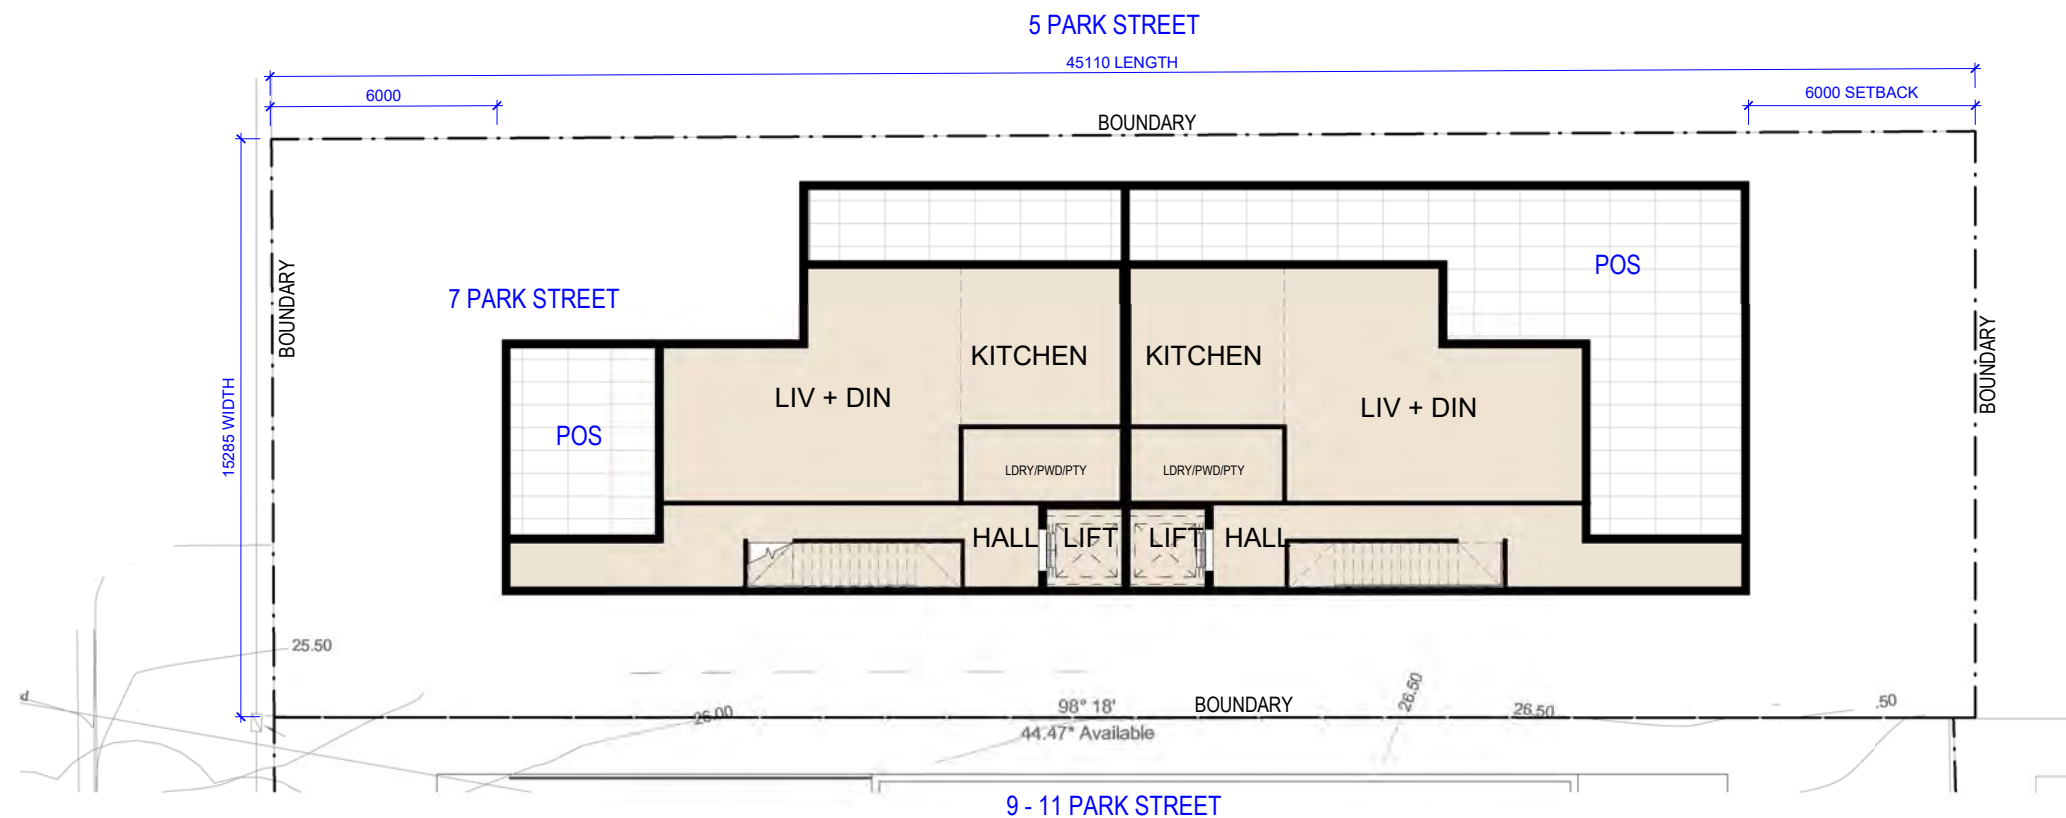 5 PARK STREET
45110 LENGTH
6000
6000 SETBACK
BOUNDARY
BOUNDARY
7 PARK STREET
POS
KITCHEN
KITCHEN
BOUNDARY
LIV + DIN
LIV + DIN
15285 WIDTH
POS
LDRY/PWD/PTY
LDRY/PWD/PTY
HALL
LIFT
LIFT
HALL
25.50
26.00
98° 18'
BOUNDARY
26.50
26.50
.50
44.47* Available
9 - 11 PARK STREET